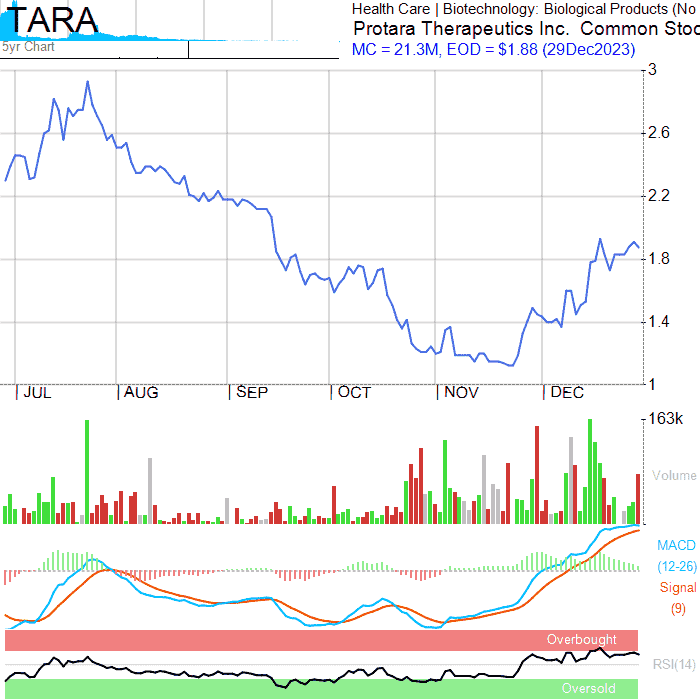 TARA
5yr Chart
Health Care | Biotechnology: Biological Products (No
Protara Therapeutics Inc. Common Stoc
MC = 21.3M, EOD = $1.88 (29Dec2023)
3
2.6
2.2
1.8
1.4
1
JUL AUG SEP OCT NOV DEC
163k
Volume
MACD
(12-26)
Signal
(9)
Overbought
RSI(14)
Oversold